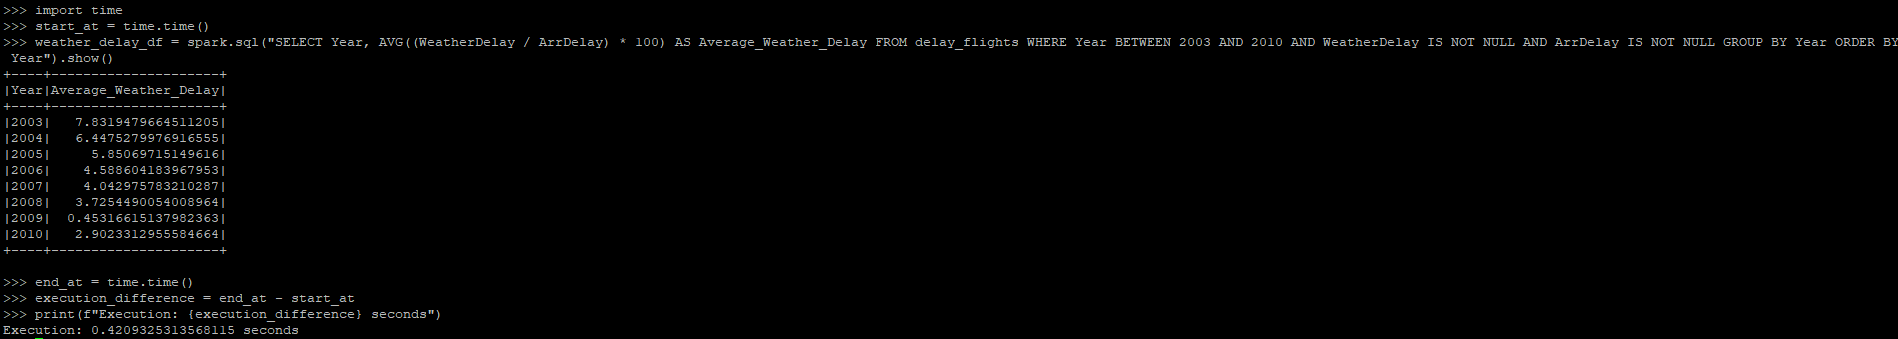 >>> import time
>>> start_at = time.time()
>>> weather_delay_df = spark.sql("SELECT Year, AVG((WeatherDelay / ArrDelay) * 100) AS Average_Weather_Delay FROM delay_flights WHERE Year BETWEEN 2003 AND 2010 AND WeatherDelay IS NOT NULL AND ArrDelay IS NOT NULL GROUP BY Year ORDER BY
 Year").show()
+----+---------------------+
|Year|Average_Weather_Delay|
+----+---------------------+
|2003|   7.8319479664511205|
|2004|   6.4475279976916555|
|2005|     5.85069715149616|
|2006|    4.588604183967953|
|2007|    4.042975783210287|
|2008|   3.7254490054008964|
|2009|  0.45316615137982363|
|2010|   2.9023312955584664|
+----+---------------------+
>>> end_at = time.time()
>>> execution_difference = end_at - start_at
>>> print(f"Execution: {execution_difference} seconds")
Execution: 0.4209325313568115 seconds